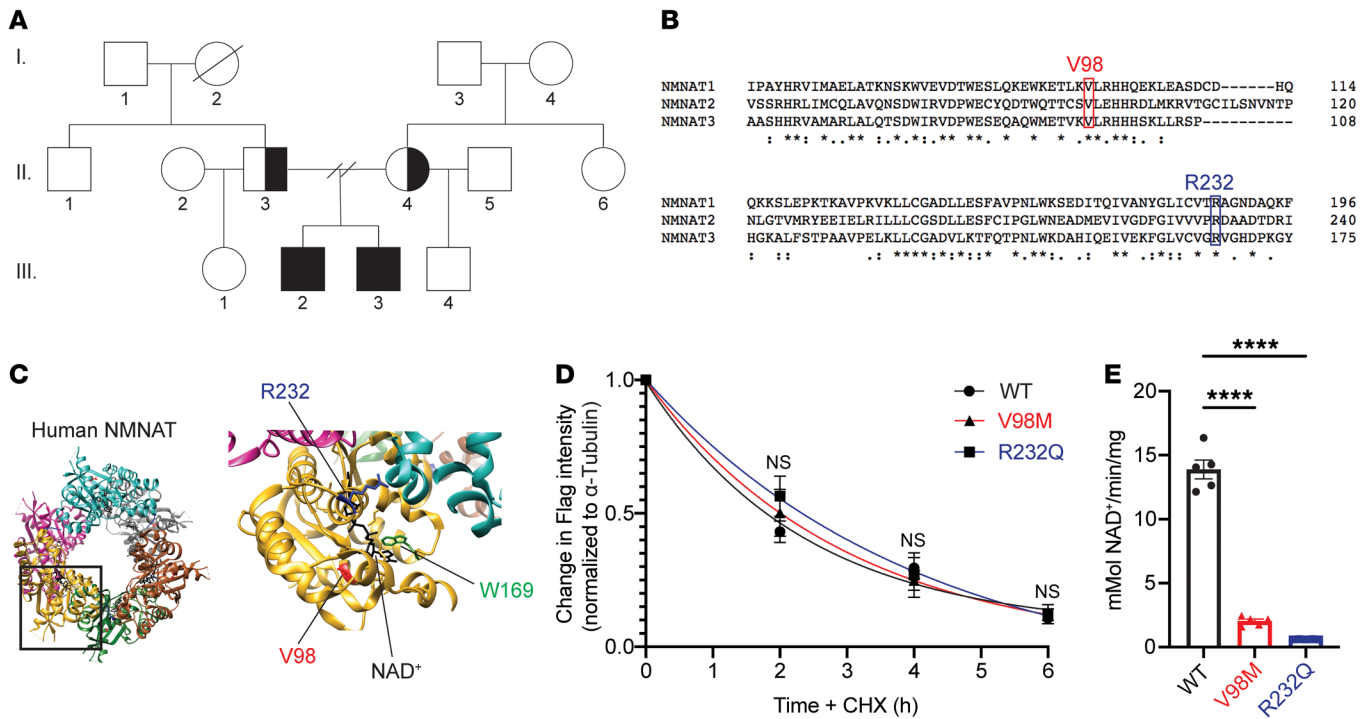 A
I.
1
2
3
4
II.
1
2
3
4
5
6
III.
1
2
3
4
B
V98
NMNAT1 IPAYHRVIMAELATKNSKWVEVDTWESLQKEWKETLKVLRHHQEKLEASDCD------HQ 114
NMNAT2 VSSRHRLIMCQLAVQNSDWIRVDPWECYQDTWQTTCSVLEHHRDLMKRVTGCILSNVNTP 120
NMNAT3 AASHHRVAMARLALQTSDWIRVDPWESEQAQWMETVKVLRHHHSKLLRSP---------- 108
R232
NMNAT1 QKKSLEPKTKAVPKVKLLCGADLLESFAVPNLWKSEDITQIVANYGLICVTRAGNDAQKF 196
NMNAT2 NLGTVMRYEEIELRILLLCGSDLLESFCIPGLWNEADMEVIVGDFGIVVVPRDAADTDRI 240
NMNAT3 HGKALFSTPAAVPELKLLCGADVLKTFQTPNLWKDAHIQEIVEKFGLVCVGRVGHDPKGY 175
C
Human NMNAT
R232
W169
V98
NAD⁺
D
Change in Flag intensity
(normalized to α-Tubulin)
1.0
0.5
0.0
NS
NS
NS
WT
V98M
R232Q
0 1 2 3 4 5 6
Time + CHX (h)
E
mMol NAD⁺/min/mg
20
15
10
5
0
****
****
WT
V98M
R232Q